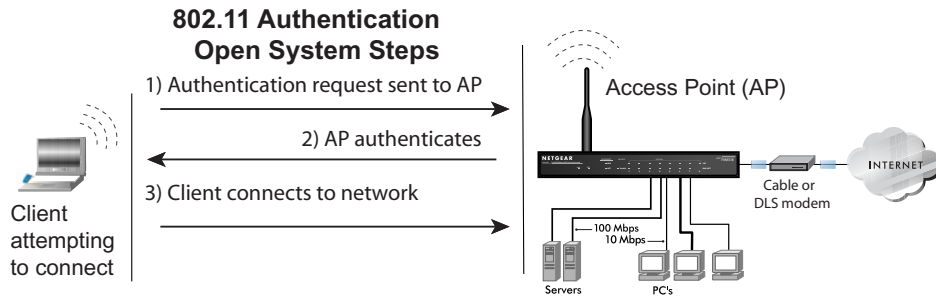 802.11 Authentication
Open System Steps
1) Authentication request sent to AP
2) AP authenticates
3) Client connects to network
Client
attempting
to connect
Access Point (AP)
NETGEAR
Cable or
DLS modem
INTERNET
100 Mbps
10 Mbps
Servers
PC's